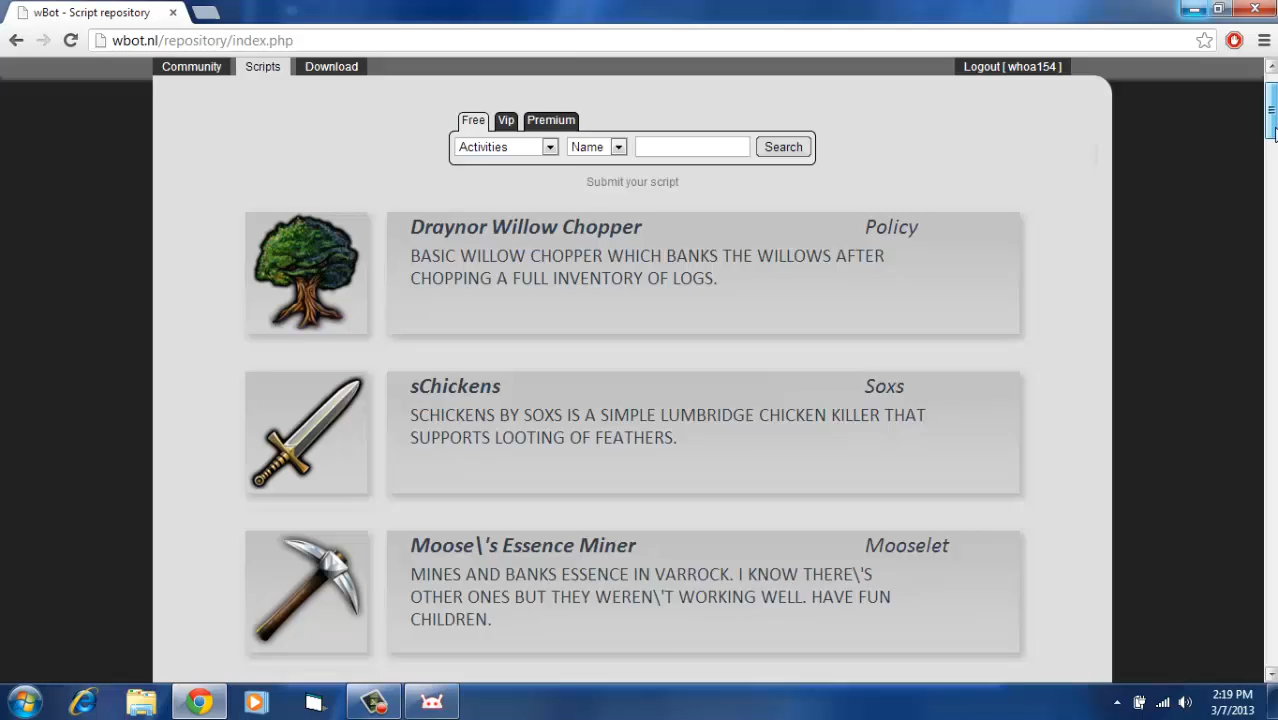 wBot - Script repository
wbot.nl/repository/index.php
Community Scripts Download Logout [ whoa154 ]
Free Vip Premium
Activities Name Search
Submit your script
Draynor Willow Chopper Policy
BASIC WILLOW CHOPPER WHICH BANKS THE WILLOWS AFTER
CHOPPING A FULL INVENTORY OF LOGS.
sChickens Soxs
SCHICKENS BY SOXS IS A SIMPLE LUMBRIDGE CHICKEN KILLER THAT
SUPPORTS LOOTING OF FEATHERS.
Moose\'s Essence Miner Mooselet
MINES AND BANKS ESSENCE IN VARROCK. I KNOW THERE\'S
OTHER ONES BUT THEY WEREN\'T WORKING WELL. HAVE FUN
CHILDREN.
2:19 PM
3/7/2013